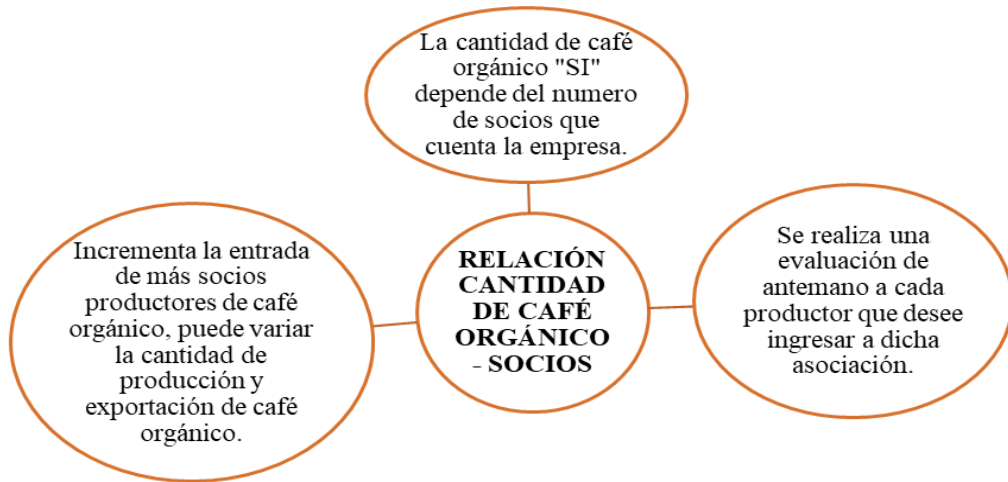 La cantidad de café
orgánico "SI"
depende del numero
de socios que
cuenta la empresa.
Incrementa la entrada
de más socios
productores de café
orgánico, puede variar
la cantidad de
producción y
exportación de café
orgánico.
RELACIÓN
CANTIDAD
DE CAFÉ
ORGÁNICO
- SOCIOS
Se realiza una
evaluación de
antemano a cada
productor que desee
ingresar a dicha
asociación.